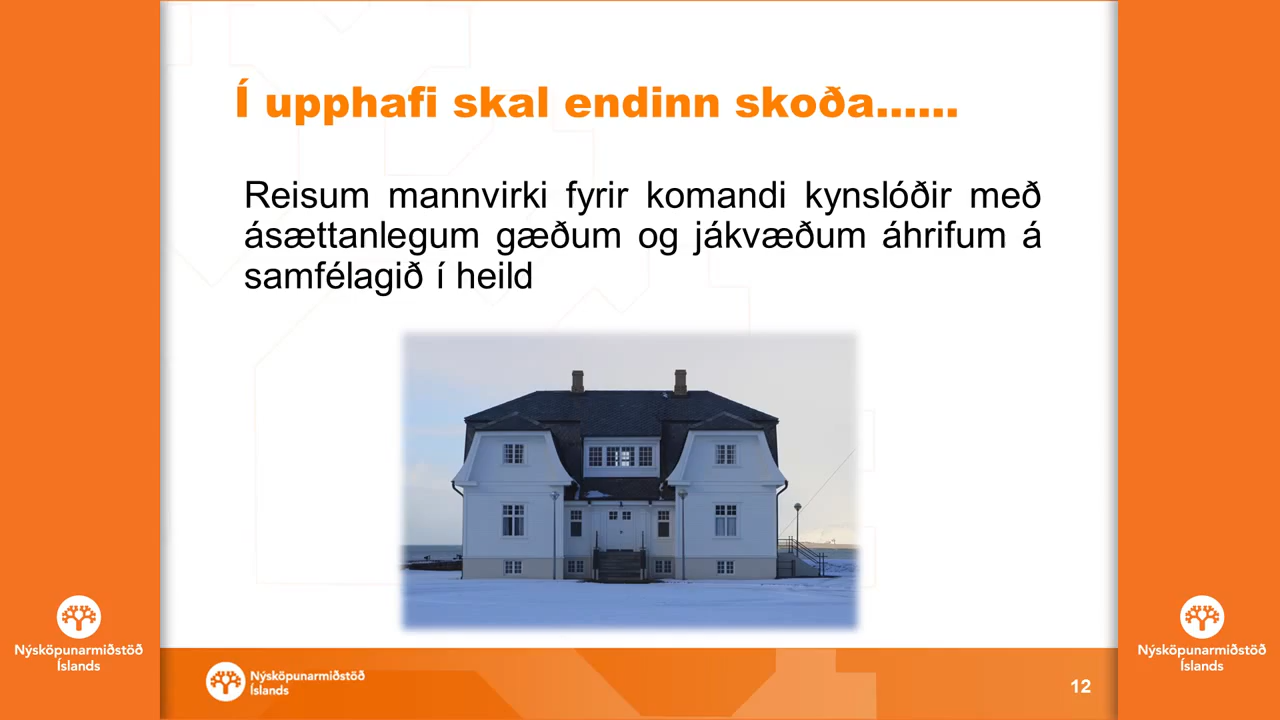 Í upphafi skal endinn skoða......
Reisum mannvirki fyrir komandi kynslóðir með
ásættanlegum gæðum og jákvæðum áhrifum á
samfélagið í heild
Nýsköpunarmiðstöð
Íslands
Nýsköpunarmiðstöð
Íslands
12
Nýsköpunarmiðstöð
Íslands